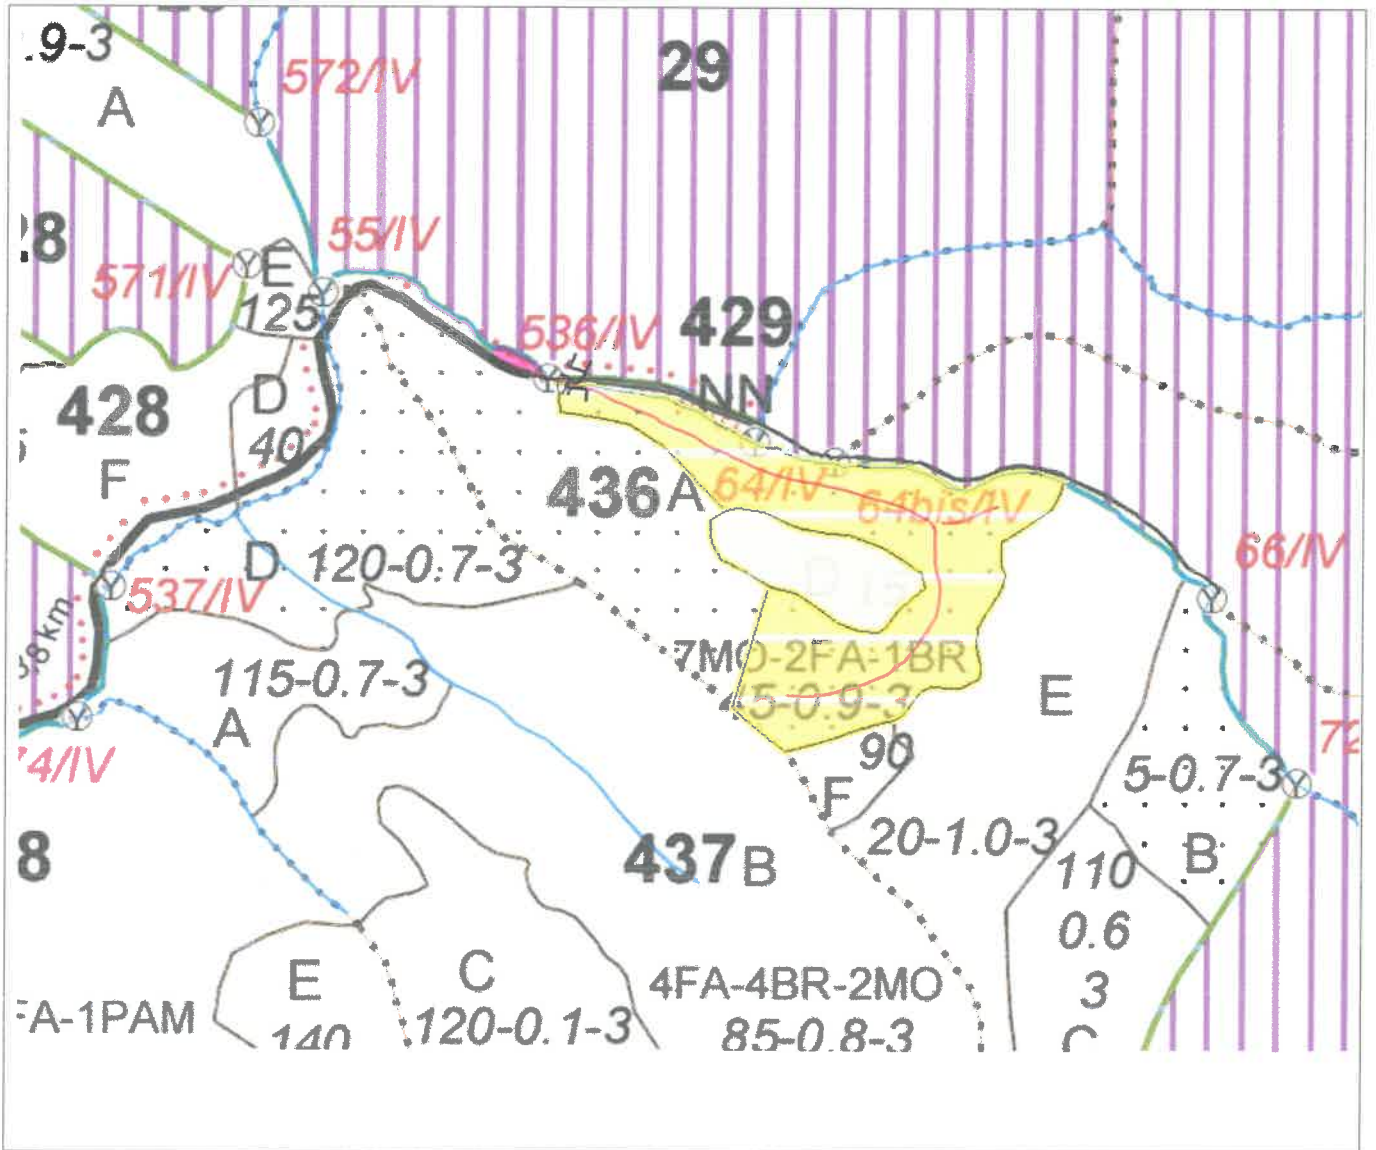 .9-3
A
572/IV
29
28
55/IV
571/IV
E
125
536/IV
429
NN
428
D
40
F
436 A
64/IV
64bis/IV
66/IV
D
120-0.7-3
537/IV
3.8 km
7MO-2FA-1BR
45-0.9-3
E
115-0.7-3
A
74/IV
72
90
F
5-0.7-3
20-1.0-3
110
0.6
3
B
8
437 B
E
140
C
120-0.1-3
4FA-4BR-2MO
85-0.8-3
FA-1PAM
C